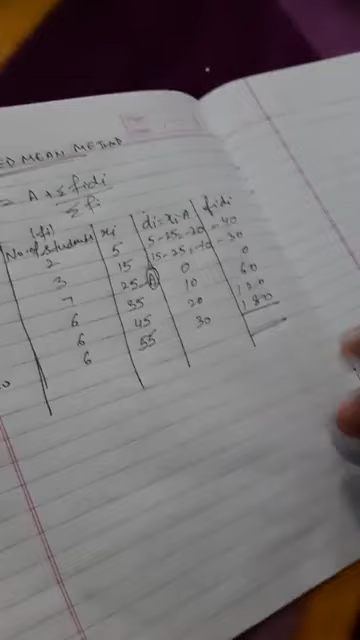 ED MEAN METHOD
= A + Σfidi
Σfi
(fi)
No. of students xi di = xi-A fidi
2 5 5-25=-20 -40
3 15 15-25=-10 -30
7 25-A 0 0
6 35 10 60
6 45 20 120
6 55 30 180